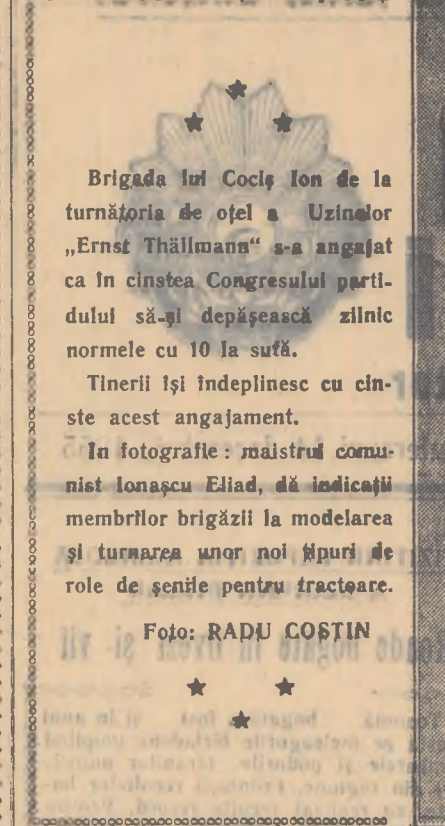 Brigada lui Cociș Ion de la
turnătoria de oțel a Uzinelor
„Ernst Thällmann“ s-a angajat
ca în cinstea Congresului parti-
dului să-și depășească zilnic
normele cu 10 la sută.
Tinerii își îndeplinesc cu cin-
ste acest angajament.
In fotografie : maistrul comu-
nist Ionașcu Eliad, dă indicații
membrilor brigăzii la modelarea
și turnarea unor noi tipuri de
role de șenile pentru tractoare.
Foto: RADU COSTIN